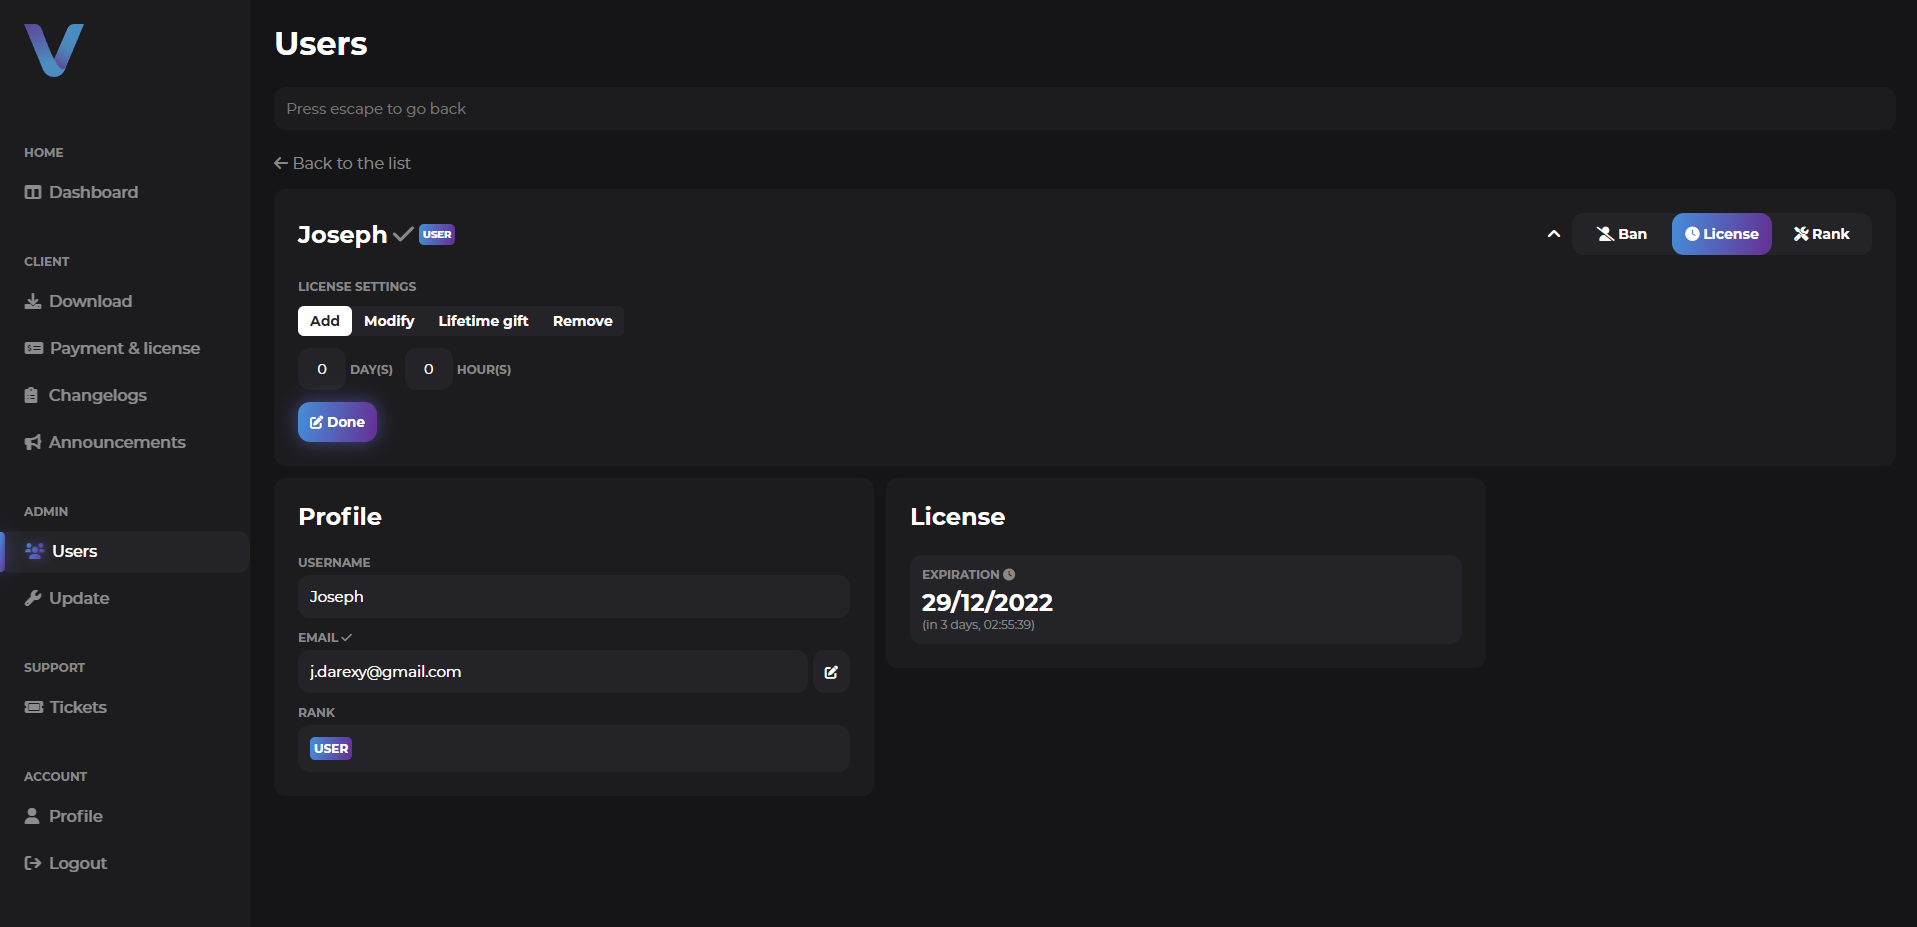 HOME
Dashboard
CLIENT
Download
Payment & license
Changelogs
Announcements
ADMIN
Users
Update
SUPPORT
Tickets
ACCOUNT
Profile
Logout
Users
Press escape to go back
Back to the list
Joseph USER
Ban License Rank
LICENSE SETTINGS
Add Modify Lifetime gift Remove
0 DAY(S) 0 HOUR(S)
Done
Profile
USERNAME
Joseph
EMAIL
j.darexy@gmail.com
RANK
USER
License
EXPIRATION
29/12/2022
(in 3 days, 02:55:39)